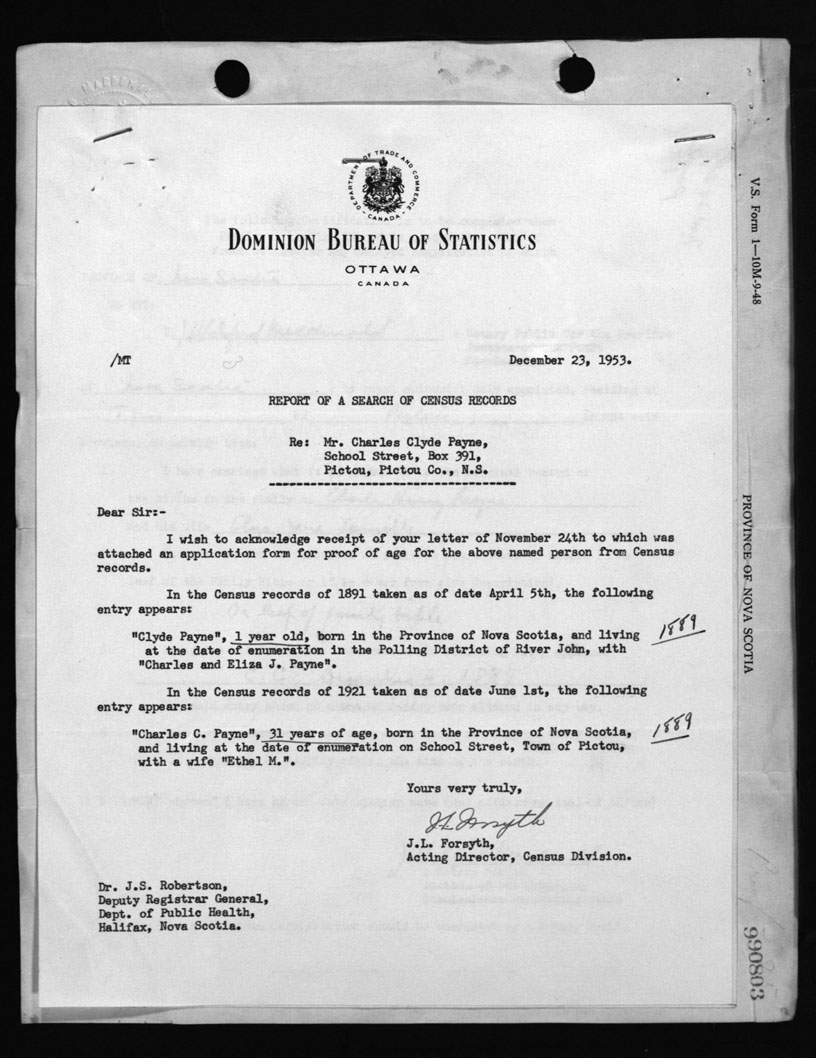 DEPARTMENT OF TRADE AND COMMERCE
- CANADA -
DOMINION BUREAU OF STATISTICS
OTTAWA
CANADA
/MT
December 23, 1953.
REPORT OF A SEARCH OF CENSUS RECORDS
Re: Mr. Charles Clyde Payne,
School Street, Box 391,
Pictou, Pictou Co., N.S.
Dear Sir:-
I wish to acknowledge receipt of your letter of November 24th to which was
attached an application form for proof of age for the above named person from Census
records.
In the Census records of 1891 taken as of date April 5th, the following
entry appears:
"Clyde Payne", 1 year old, born in the Province of Nova Scotia, and living
1889
at the date of enumeration in the Polling District of River John, with
"Charles and Eliza J. Payne".
In the Census records of 1921 taken as of date June 1st, the following
entry appears:
"Charles C. Payne", 31 years of age, born in the Province of Nova Scotia,
1889
and living at the date of enumeration on School Street, Town of Pictou,
with a wife "Ethel M.".
Yours very truly,
J L Forsyth
J.L. Forsyth,
Acting Director, Census Division.
Dr. J.S. Robertson,
Deputy Registrar General,
Dept. of Public Health,
Halifax, Nova Scotia.
V.S. Form 1—10M-9-48
PROVINCE OF NOVA SCOTIA
990803